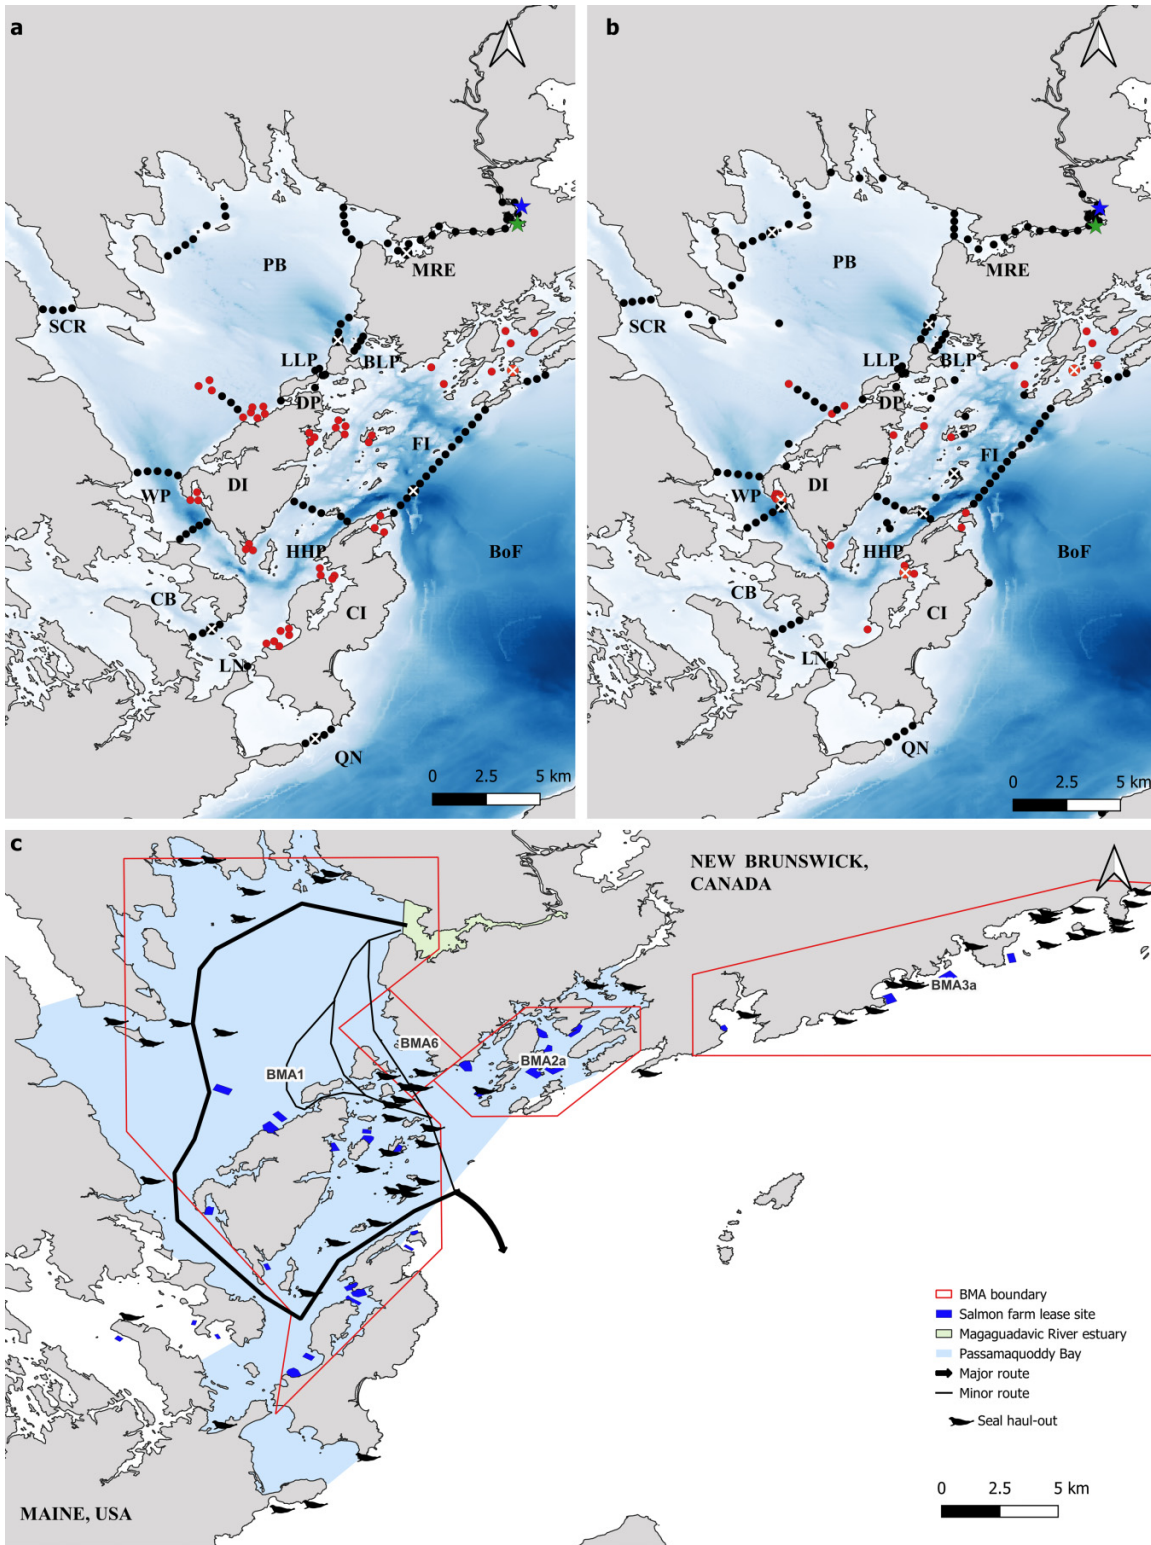 a
PB
MRE
SCR
LLP
BLP
DP
FI
WP
DI
HHP
BoF
CB
CI
LN
QN
0 2.5 5 km
b
PB
MRE
SCR
LLP
BLP
DP
FI
WP
DI
HHP
BoF
CB
CI
LN
QN
0 2.5 5 km
c
NEW BRUNSWICK,
CANADA
BMA3a
BMA6
BMA2a
BMA1
BMA boundary
Salmon farm lease site
Magaguadavic River estuary
Passamaquoddy Bay
Major route
Minor route
Seal haul-out
0 2.5 5 km
MAINE, USA